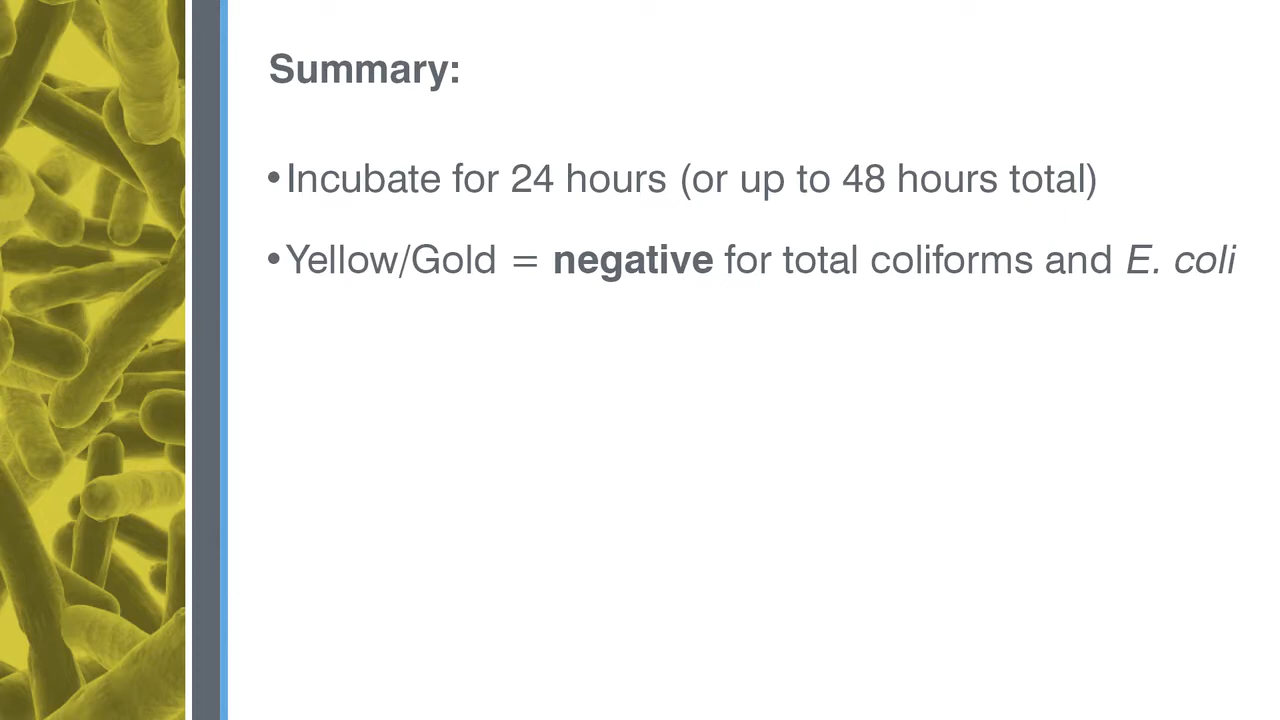 Summary:
•Incubate for 24 hours (or up to 48 hours total)
•Yellow/Gold = negative for total coliforms and E. coli